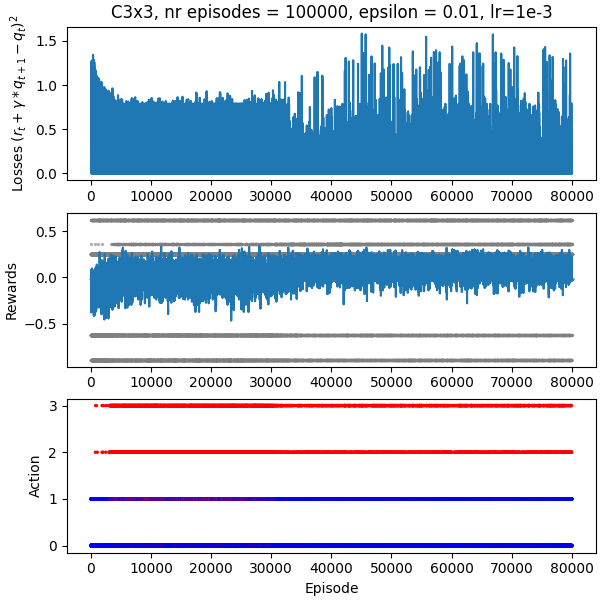 C3x3, nr episodes = 100000, epsilon = 0.01, lr=1e-3
Losses $(r_t + \gamma * q_{t+1} - q_t)^2$
1.5
1.0
0.5
0.0
0 10000 20000 30000 40000 50000 60000 70000 80000
Rewards
0.5
0.0
−0.5
0 10000 20000 30000 40000 50000 60000 70000 80000
Action
3
2
1
0
0 10000 20000 30000 40000 50000 60000 70000 80000
Episode